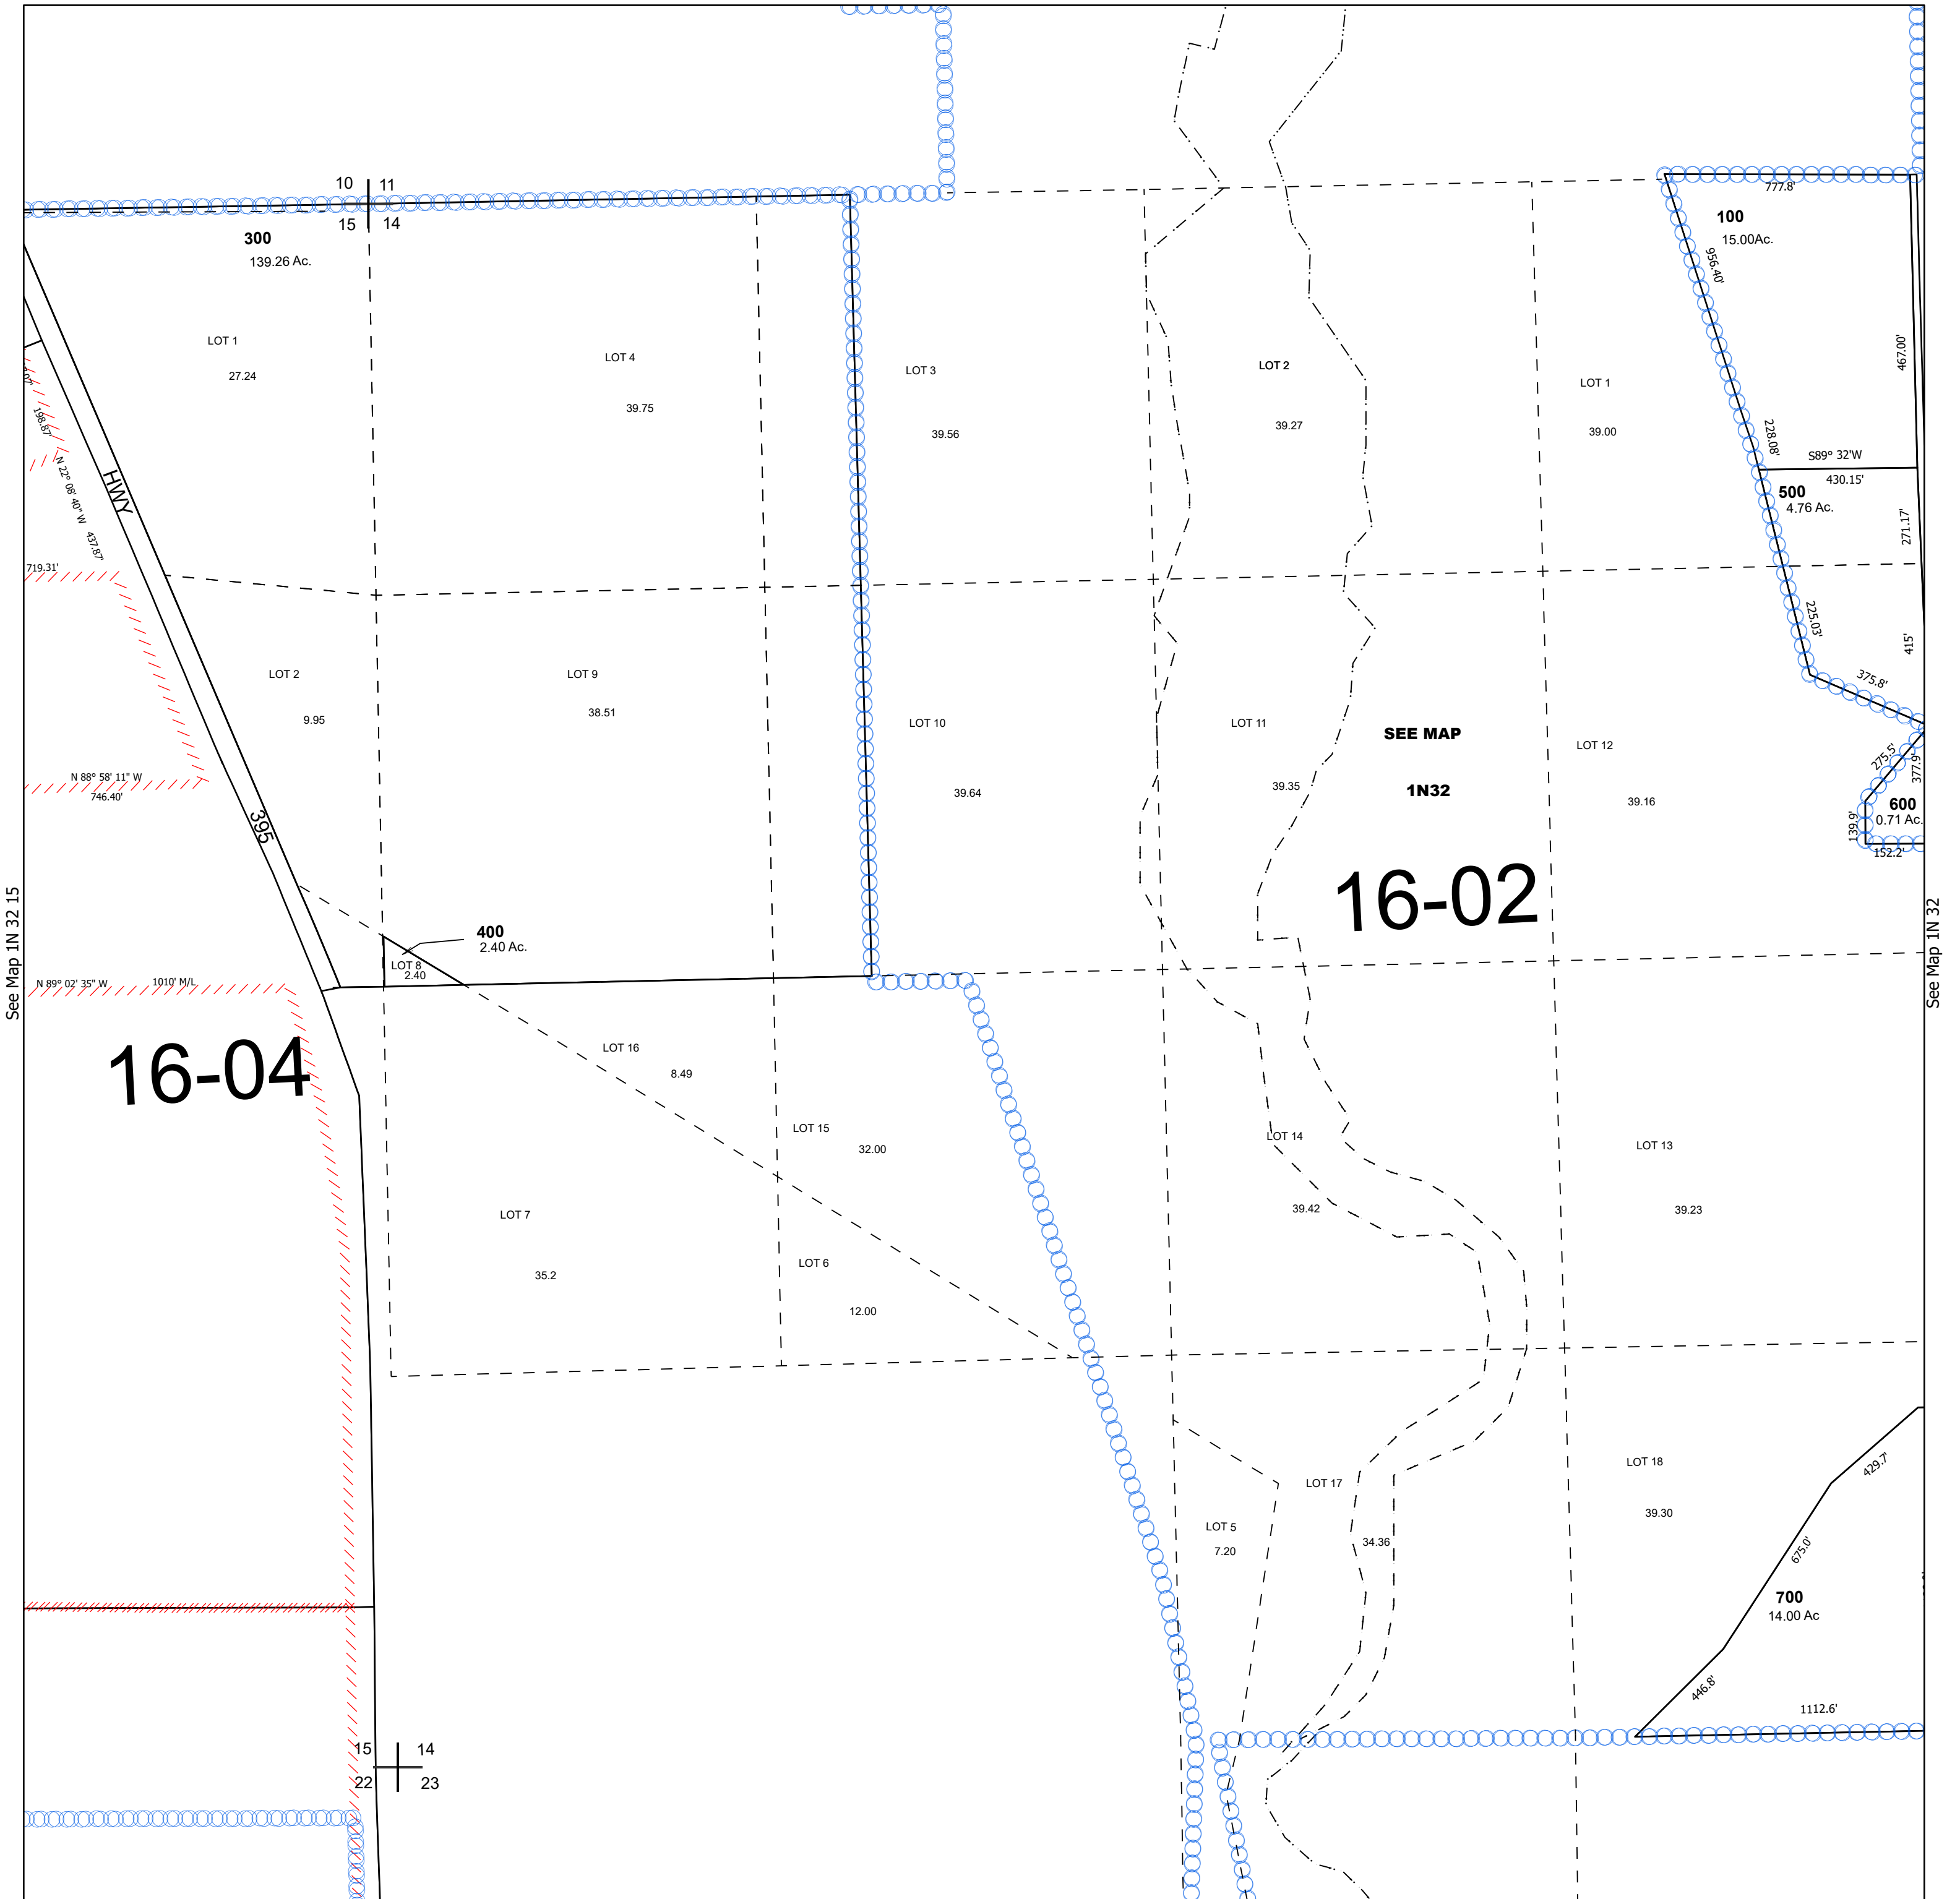 10 11
15 14
300
139.26 Ac.
777.8'
100
15.00Ac.
956.40'
467.00'
LOT 1
27.24
LOT 4
39.75
LOT 3
39.56
LOT 2
39.27
LOT 1
39.00
198.87'
N 22° 08' 40" W
437.87'
HWY
228.08'
S89° 32'W
430.15'
500
4.76 Ac.
271.17'
719.31'
225.03'
415'
375.8'
LOT 2
9.95
LOT 9
38.51
LOT 10
39.64
LOT 11
39.35
SEE MAP
1N32
LOT 12
39.16
275.5'
377.9'
600
0.71 Ac.
139.9'
152.2'
N 88° 58' 11" W
746.40'
395
16-02
See Map 1N 32 15
See Map 1N 32
400
2.40 Ac.
LOT 8
2.40
N 89° 02' 35" W
1010' M/L
16-04
LOT 16
8.49
LOT 15
32.00
LOT 14
39.42
LOT 13
39.23
LOT 7
35.2
LOT 6
12.00
LOT 5
7.20
LOT 17
34.36
LOT 18
39.30
429.7'
675.0'
700
14.00 Ac
446.8'
1112.6'
15 14
22 23